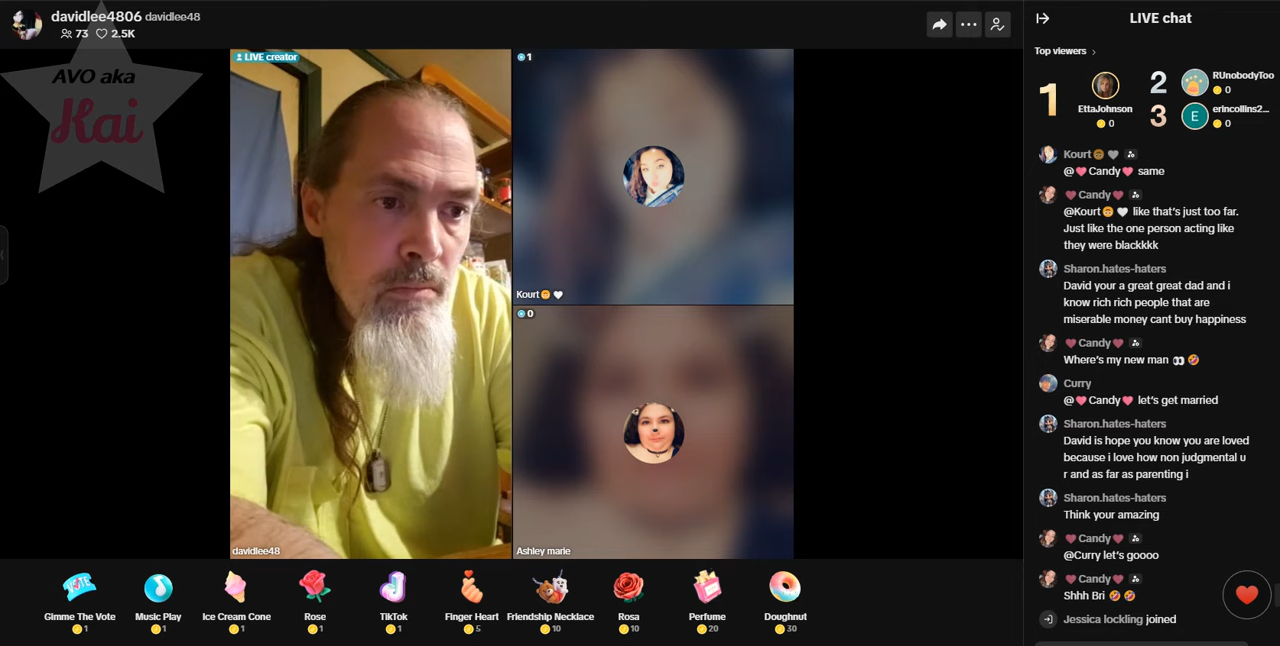 davidlee4806 davidlee48
73 2.5K
AVO aka
Kai
LIVE creator
davidlee48
1
Kourt🙃🤍
0
Ashley marie
Gimme The Vote
1
Music Play
1
Ice Cream Cone
1
Rose
1
TikTok
1
Finger Heart
5
Friendship Necklace
10
Rosa
10
Perfume
20
Doughnut
30
LIVE chat
Top viewers
1
EttaJohnson
0
2
RUnobodyToo
0
3
E
erincollins2...
0
Kourt🙃🤍
@❤️Candy❤️ same
❤️Candy❤️
@Kourt🙃🤍 like that's just too far.
Just like the one person acting like
they were blackkkk
Sharon.hates-haters
David your a great great dad and i
know rich rich people that are
miserable money cant buy happiness
❤️Candy❤️
Where's my new man 👀🤣
Curry
@❤️Candy❤️ let's get married
Sharon.hates-haters
David is hope you know you are loved
because i love how non judgmental u
r and as far as parenting i
Sharon.hates-haters
Think your amazing
❤️Candy❤️
@Curry let's goooo
❤️Candy❤️
Shhh Bri 🤣🤣
Jessica lockling joined